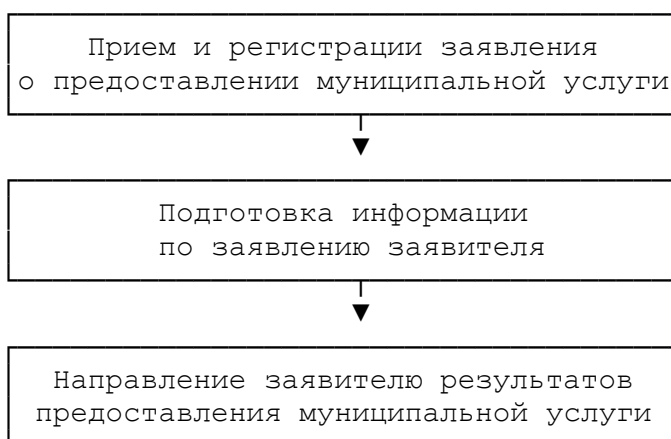 Прием и регистрации заявления
о предоставлении муниципальной услуги
Подготовка информации
по заявлению заявителя
Направление заявителю результатов
предоставления муниципальной услуги